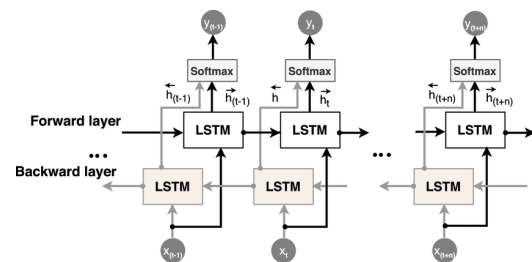 y(t-1) yt y(t+n)
Softmax Softmax Softmax
←h(t-1) →h(t-1) ←h →ht ←h(t+n) →h(t+n)
Forward layer LSTM LSTM LSTM
... ...
Backward layer LSTM LSTM LSTM
x(t-1) xt x(t+n)